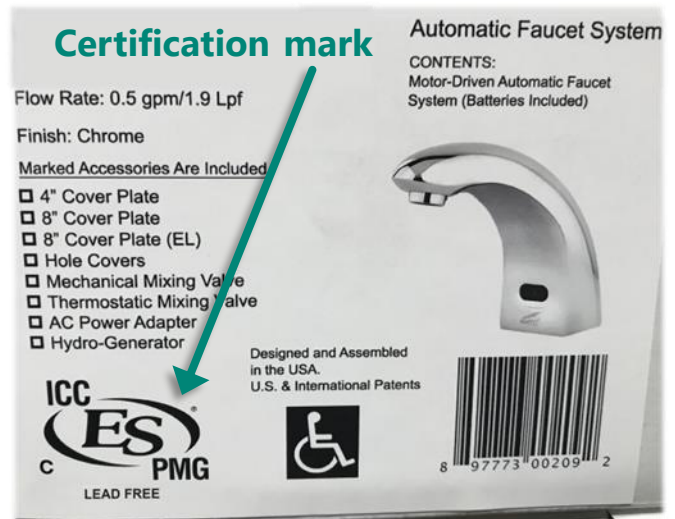 Certification mark
Automatic Faucet System
CONTENTS:
Motor-Driven Automatic Faucet
System (Batteries Included)
Flow Rate: 0.5 gpm/1.9 Lpf
Finish: Chrome
Marked Accessories Are Included
4" Cover Plate
8" Cover Plate
8" Cover Plate (EL)
Hole Covers
Mechanical Mixing Valve
Thermostatic Mixing Valve
AC Power Adapter
Hydro-Generator
Designed and Assembled
in the USA.
U.S. & International Patents
ICC
ES®
C PMG
LEAD FREE
8 97773 00209 2